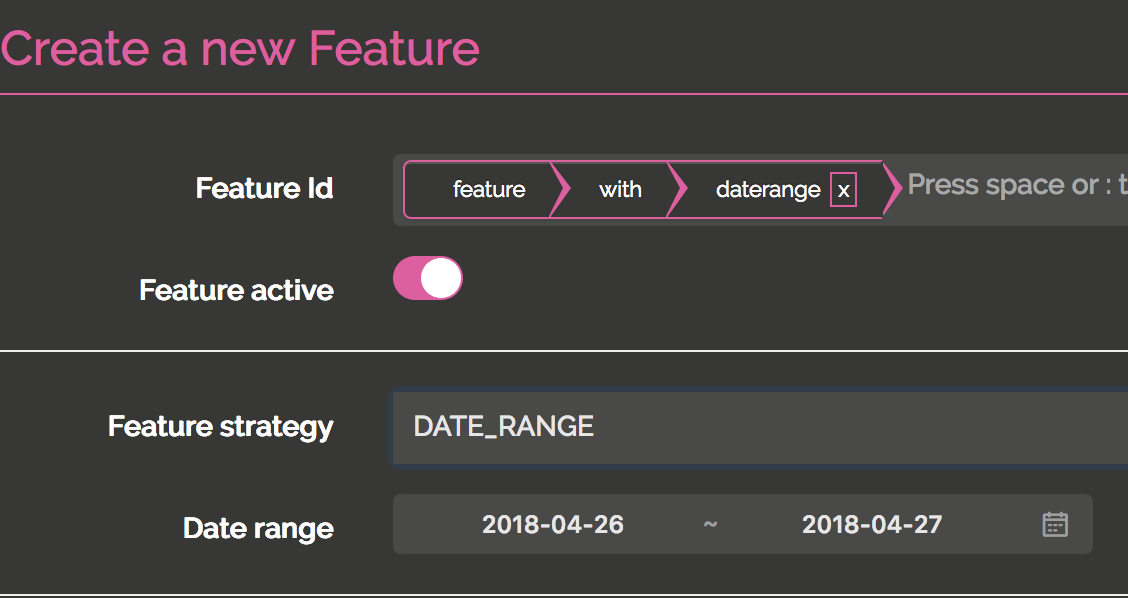 Create a new Feature
Feature Id feature with daterange x Press space or : t
Feature active
Feature strategy DATE_RANGE
Date range 2018-04-26 ~ 2018-04-27